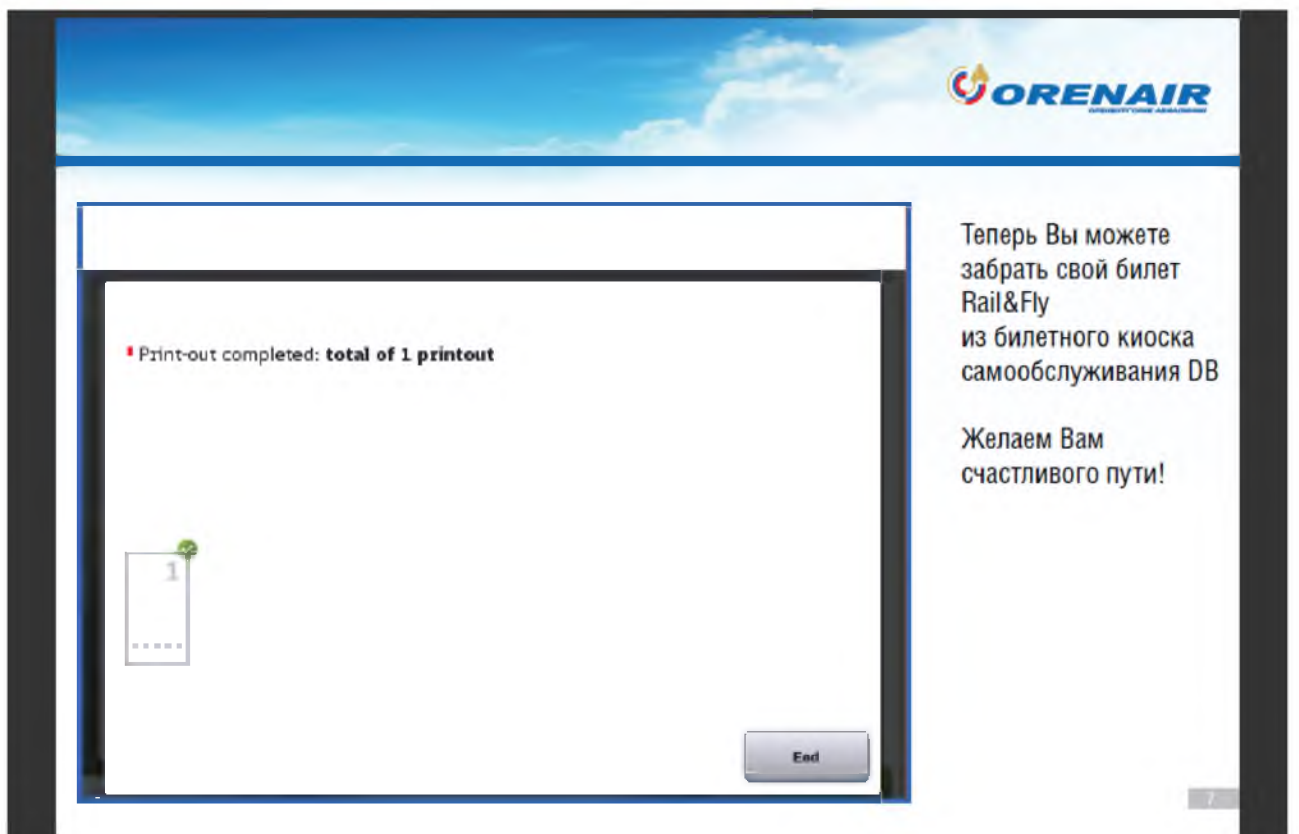 ORENAIR
Теперь Вы можете
забрать свой билет
Rail&Fly
из билетного киоска
самообслуживания DB
Желаем Вам
счастливого пути!
Print-out completed: total of 1 printout
1
End
7